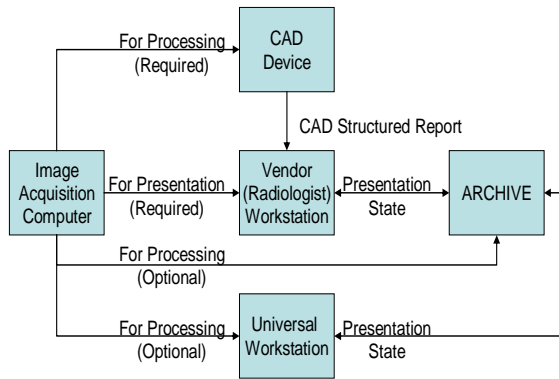 For Processing
(Required)
CAD
Device
CAD Structured Report
Image
Acquisition
Computer
For Presentation
(Required)
Vendor
(Radiologist)
Workstation
Presentation
State
ARCHIVE
For Processing
(Optional)
For Processing
(Optional)
Universal
Workstation
Presentation
State